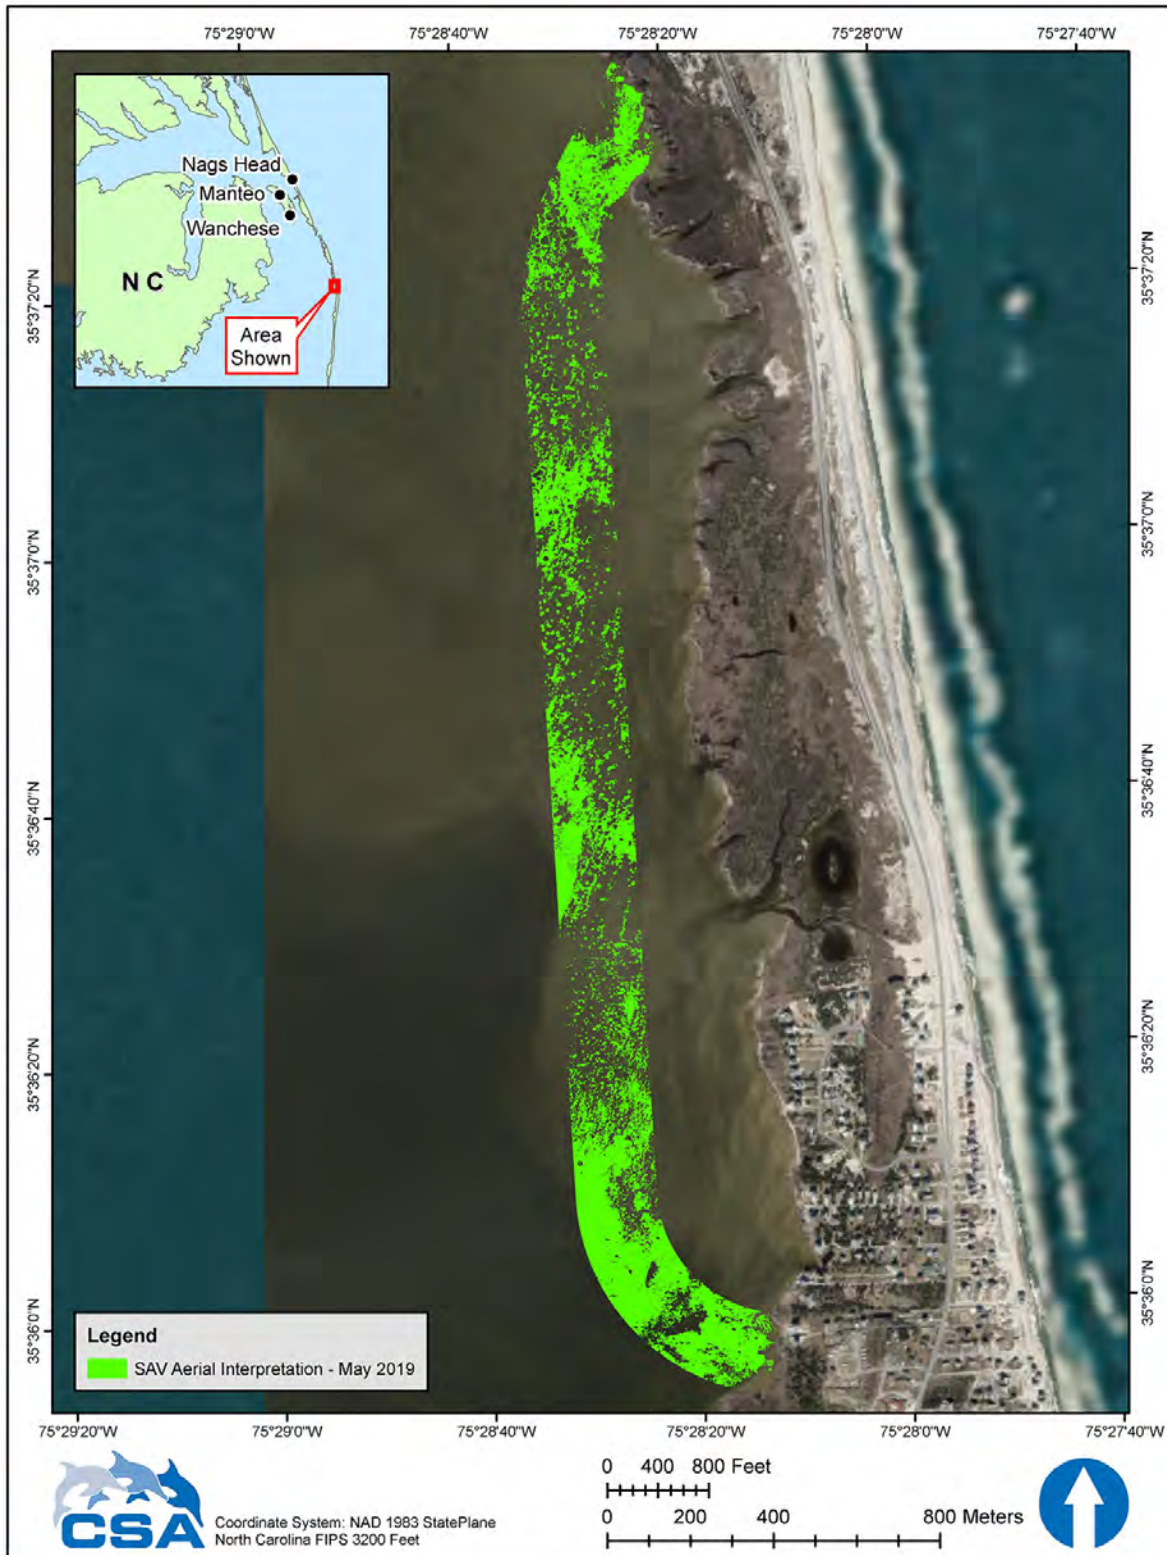 75°29'0"W 75°28'40"W 75°28'20"W 75°28'0"W 75°27'40"W
Nags Head
Manteo
Wanchese
N C
Area
Shown
35°37'20"N
35°37'0"N
35°36'40"N
35°36'20"N
35°36'0"N
35°37'20"N
35°37'0"N
35°36'40"N
35°36'20"N
35°36'0"N
Legend
SAV Aerial Interpretation - May 2019
75°29'20"W 75°29'0"W 75°28'40"W 75°28'20"W 75°28'0"W 75°27'40"W
CSA
Coordinate System: NAD 1983 StatePlane
North Carolina FIPS 3200 Feet
0 400 800 Feet
0 200 400 800 Meters